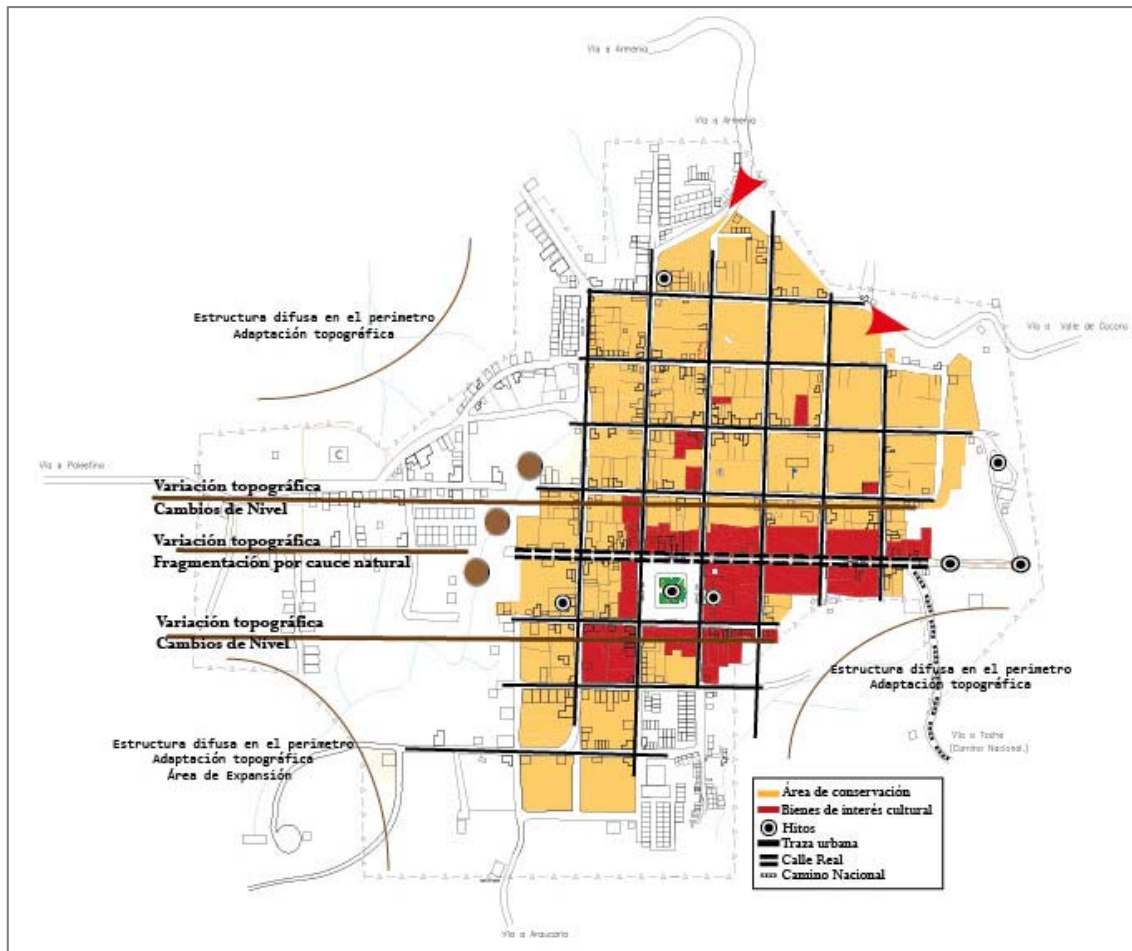 Vía a Armenia
Vía a Armenia
Estructura difusa en el perimetro
Adaptación topográfica
Vía a Valle de Cocora
C
Vía a Palestina
Variación topográfica
Cambios de Nivel
Variación topográfica
Fragmentación por cauce natural
Variación topográfica
Cambios de Nivel
Estructura difusa en el perimetro
Adaptación topográfica
Estructura difusa en el perimetro
Adaptación topográfica
Área de Expansión
Vía a Toche
(Camino Nacional.)
Área de conservación
Bienes de interés cultural
Hitos
Traza urbana
Calle Real
Camino Nacional
Vía a Araucaria